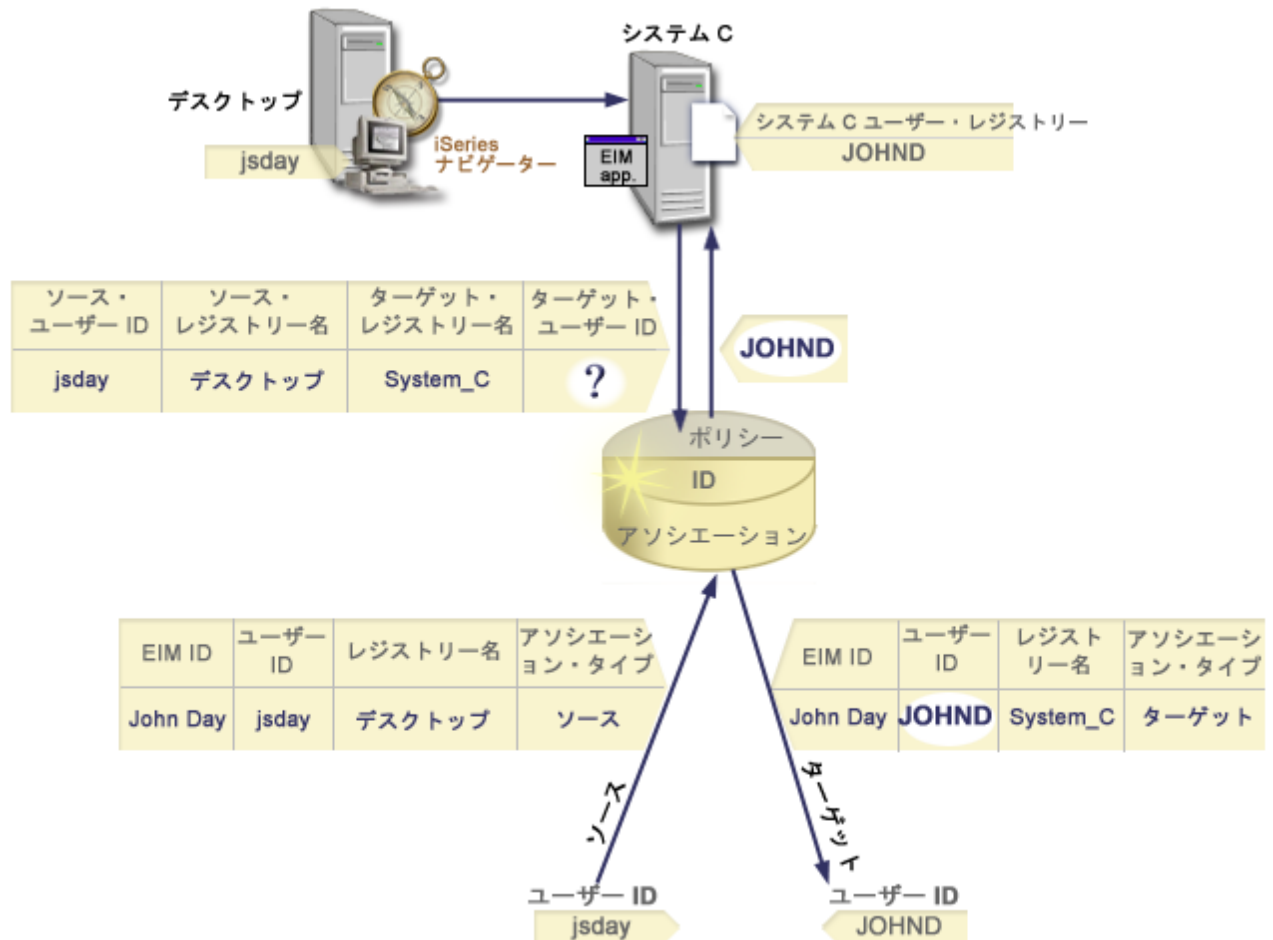 システム C
デスクトップ
jsday
iSeries
ナビゲーター
EIM
app.
システム C ユーザー・レジストリー
JOHND
ソース・
ユーザー ID
ソース・
レジストリー名
ターゲット・
レジストリー名
ターゲット・
ユーザー ID
jsday
デスクトップ
System_C
?
JOHND
ポリシー
ID
アソシエーション
EIM ID
ユーザー
ID
レジストリー名
アソシエーシ
ョン・タイプ
John Day
jsday
デスクトップ
ソース
EIM ID
ユーザー
ID
レジスト
リー名
アソシエーシ
ョン・タイプ
John Day
JOHND
System_C
ターゲット
ソース
ターゲット
ユーザー ID
jsday
ユーザー ID
JOHND